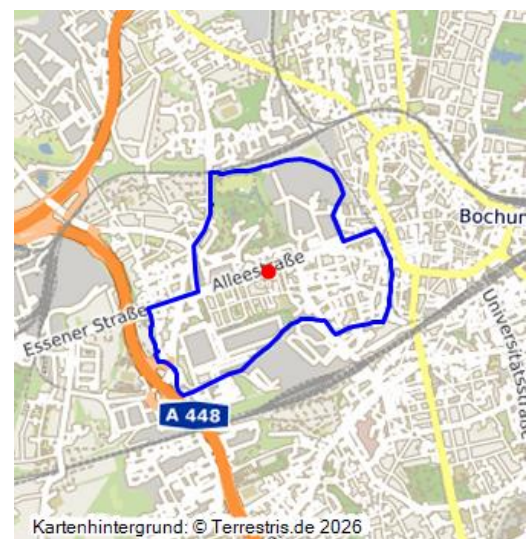 Bochum
Alleestraße
Essener Straße
Universitätsstraße
A 448
Kartenhintergrund: © Terrestris.de 2026